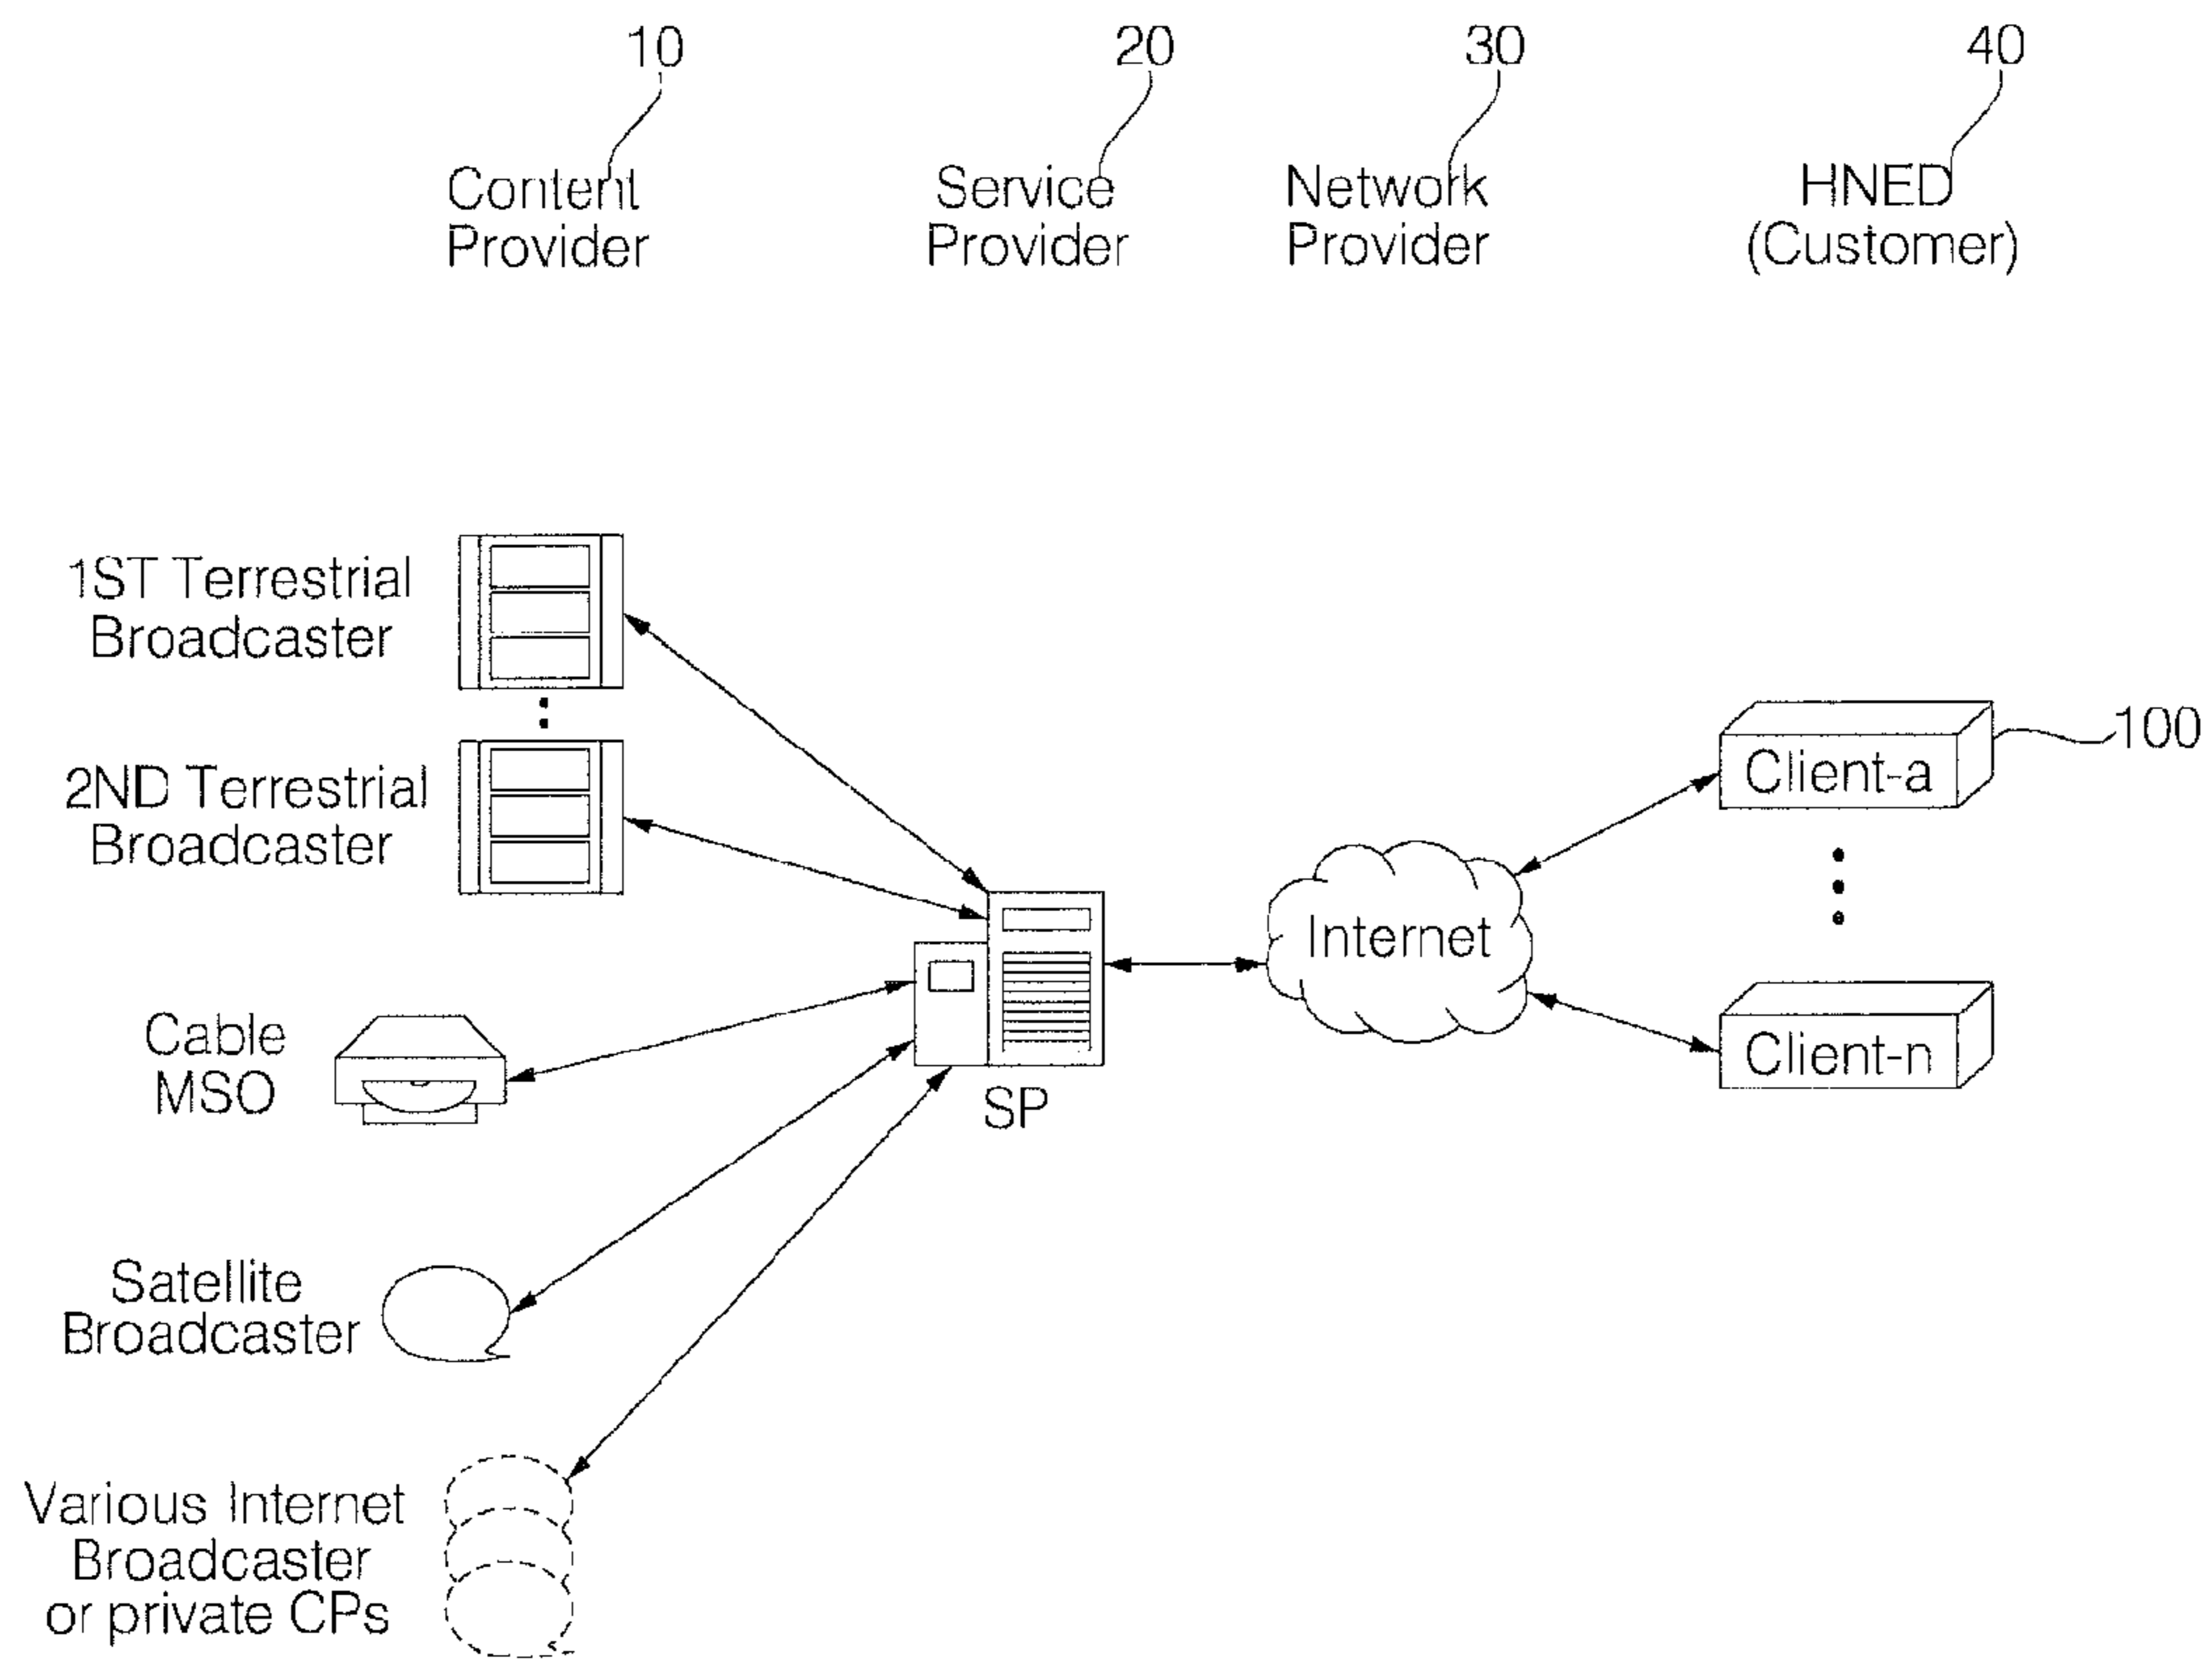 10
20
30
40
Content
Provider
Service
Provider
Network
Provider
HNED
(Customer)
1ST Terrestrial
Broadcaster
2ND Terrestrial
Broadcaster
Cable
MSO
Satellite
Broadcaster
Various Internet
Broadcaster
or private CPs
SP
Internet
Client-a
100
Client-n